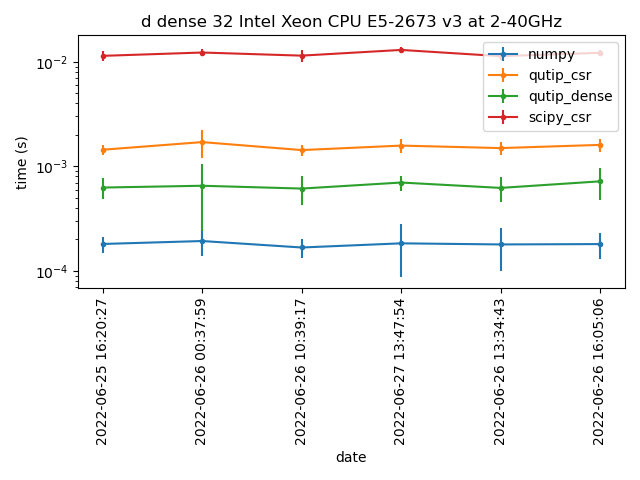 d dense 32 Intel Xeon CPU E5-2673 v3 at 2-40GHz
numpy
qutip_csr
qutip_dense
scipy_csr
time (s)
10⁻²
10⁻³
10⁻⁴
2022-06-25 16:20:27
2022-06-26 00:37:59
2022-06-26 10:39:17
2022-06-27 13:47:54
2022-06-26 13:34:43
2022-06-26 16:05:06
date